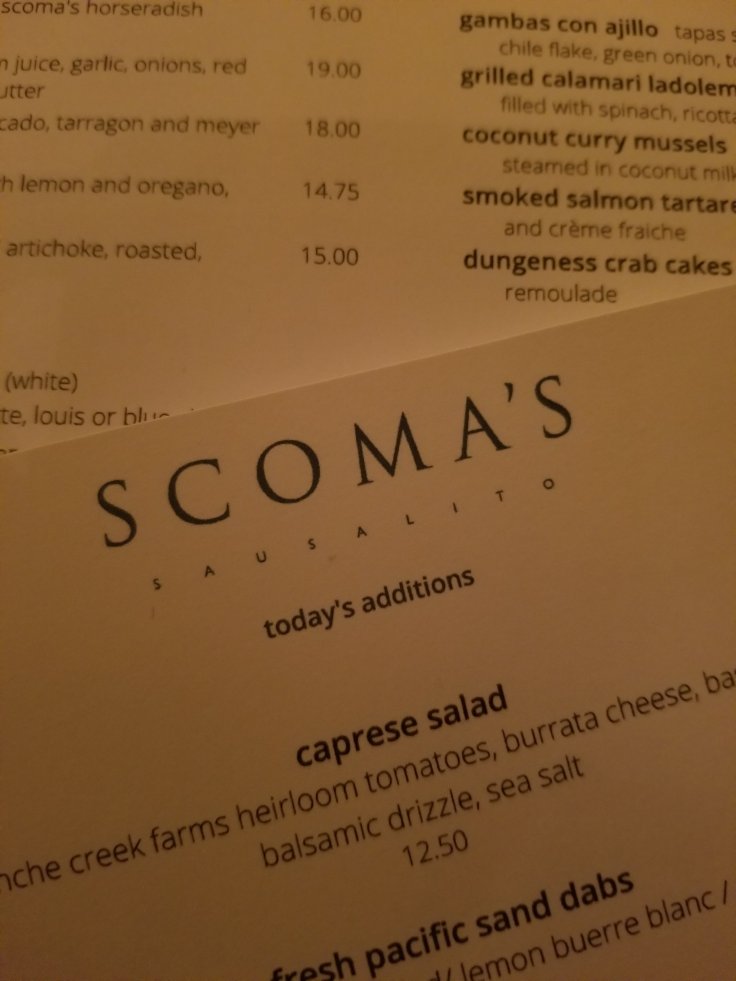 scoma's horseradish 16.00
juice, garlic, onions, red 19.00
tarragon and meyer 18.00
lemon and oregano, 14.75
artichoke, roasted, 15.00
(white)
louis or
gambas con ajillo tapas
chile flake, green onion,
grilled calamari
filled with spinach,
coconut curry mussels
steamed in coconut
smoked salmon tartare
and crème fraiche
dungeness crab cakes
remoulade
SCOMA'S
SAUSALITO
today's additions
caprese salad
creek farms heirloom tomatoes, burrata cheese,
balsamic drizzle, sea salt
12.50
fresh pacific sand dabs
/ lemon buerre blanc /